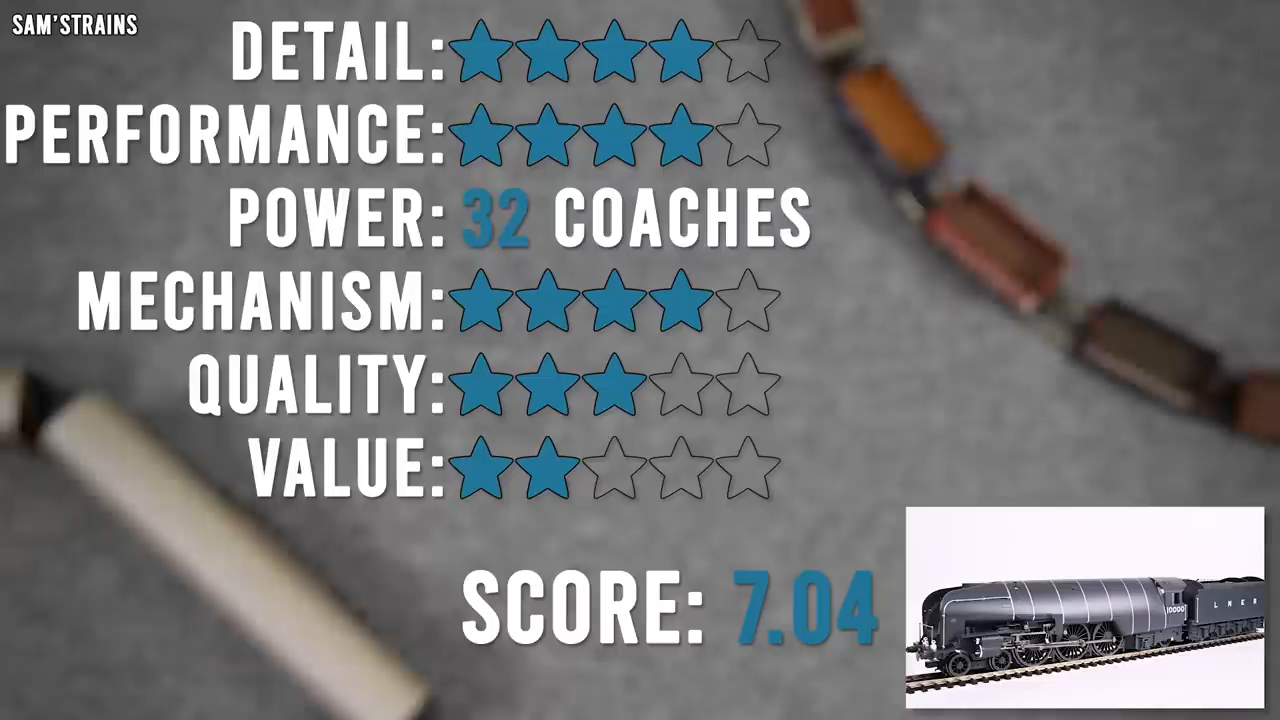 SAM'STRAINS
DETAIL:
PERFORMANCE:
POWER: 32 COACHES
MECHANISM:
QUALITY:
VALUE:
SCORE: 7.04
10000
L N E R